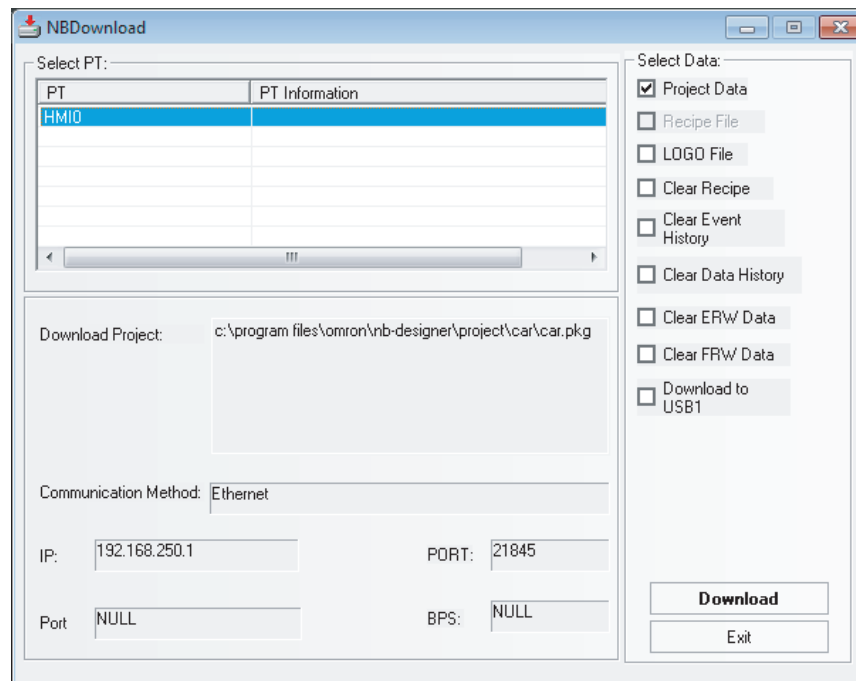 NBDownload
Select PT:
PT PT Information
HMI0
Download Project: c:\program files\omron\nb-designer\project\car\car.pkg
Communication Method: Ethernet
IP: 192.168.250.1 PORT: 21845
Port NULL BPS: NULL
Select Data:
Project Data
Recipe File
LOGO File
Clear Recipe
Clear Event
History
Clear Data History
Clear ERW Data
Clear FRW Data
Download to
USB1
Download
Exit